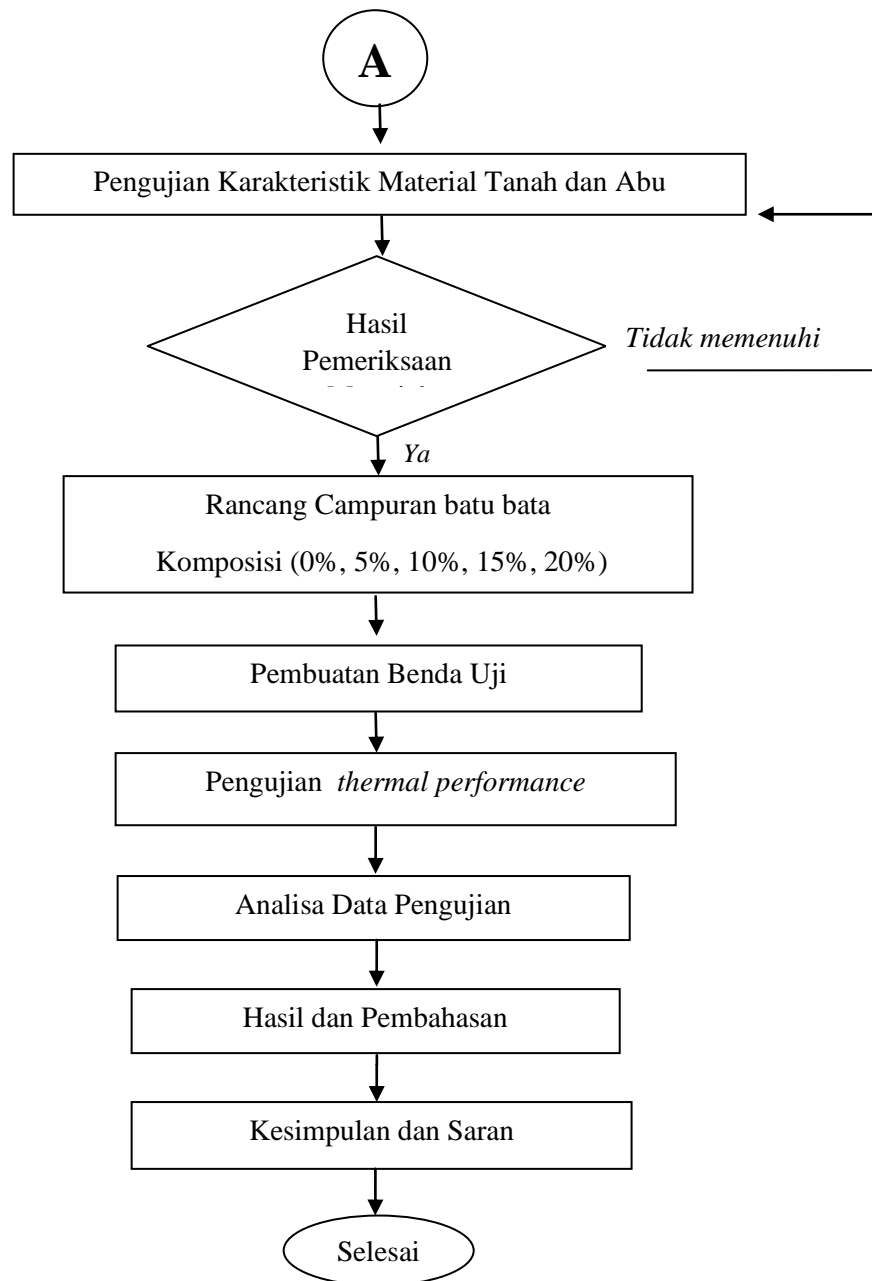 A
Pengujian Karakteristik Material Tanah dan Abu
Hasil
Pemeriksaan
Tidak memenuhi
Ya
Rancang Campuran batu bata
Komposisi (0%, 5%, 10%, 15%, 20%)
Pembuatan Benda Uji
Pengujian thermal performance
Analisa Data Pengujian
Hasil dan Pembahasan
Kesimpulan dan Saran
Selesai